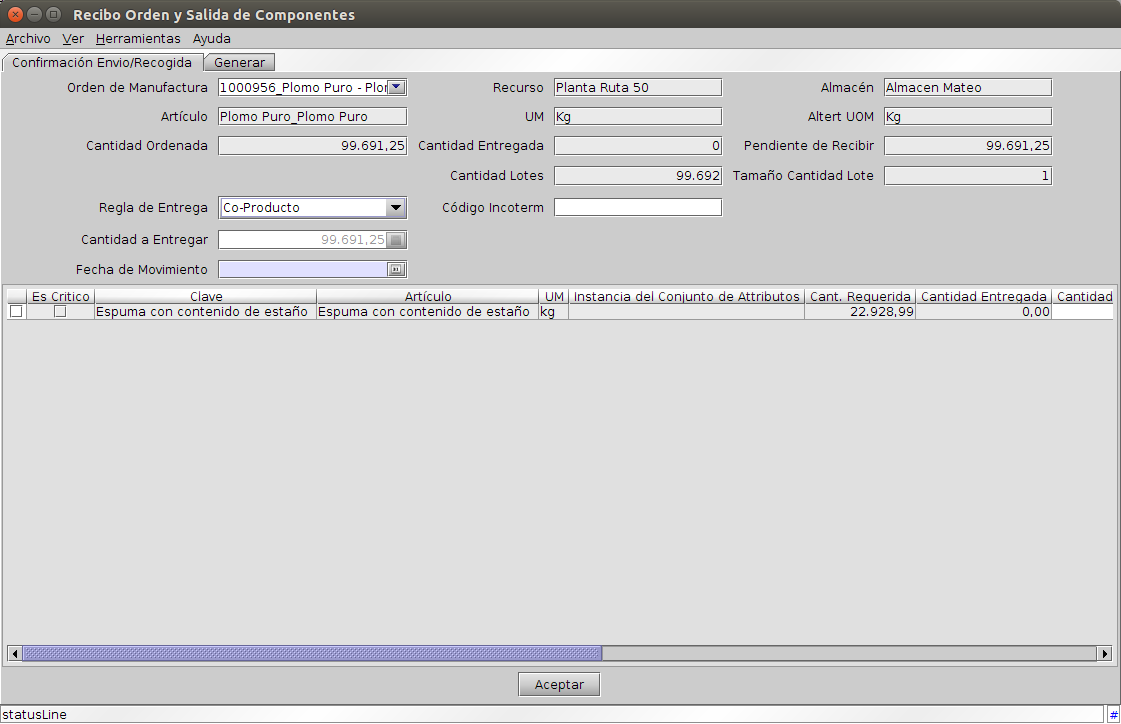 Recibo Orden y Salida de Componentes
Archivo Ver Herramientas Ayuda
Confirmación Envio/Recogida Generar
Orden de Manufactura 1000956_Plomo Puro - Plor Recurso Planta Ruta 50 Almacén Almacen Mateo
Artículo Plomo Puro_Plomo Puro UM Kg Altert UOM Kg
Cantidad Ordenada 99.691,25 Cantidad Entregada 0 Pendiente de Recibir 99.691,25
Cantidad Lotes 99.692 Tamaño Cantidad Lote 1
Regla de Entrega Co-Producto Código Incoterm
Cantidad a Entregar 99.691,25
Fecha de Movimiento
Es Critico Clave Artículo UM Instancia del Conjunto de Attributos Cant. Requerida Cantidad Entregada Cantidad
Espuma con contenido de estaño Espuma con contenido de estaño kg 22.928,99 0,00
Aceptar
statusLine #